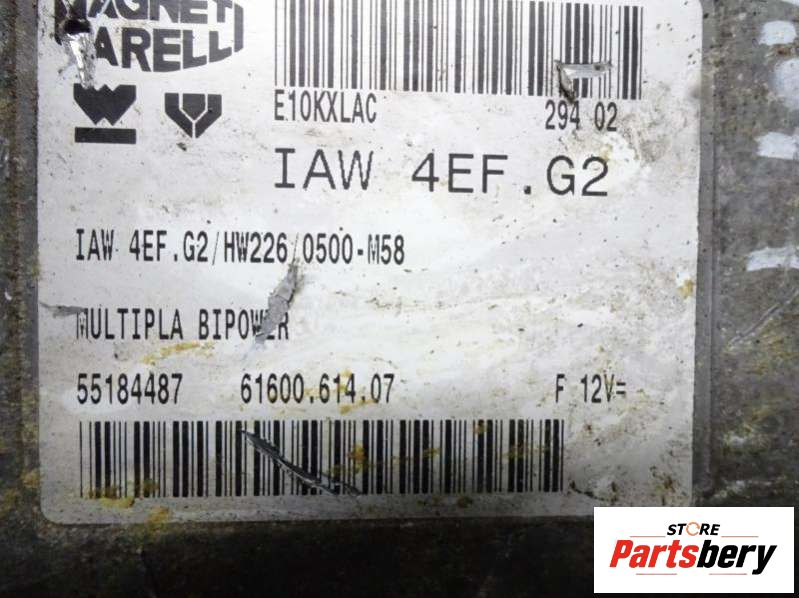 MAGNETI
MARELLI
E10KXLAC 294 02
IAW 4EF.G2
IAW 4EF.G2/HW226/0500-M58
MULTIPLA BIPOWER
55184487 61600.614.07 F 12V=
STORE
Partsbery